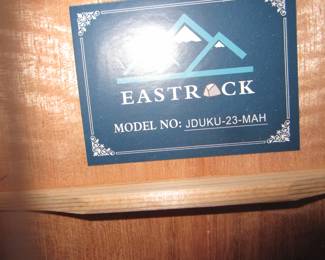 EASTROCK
MODEL NO: JDUKU-23-MAH